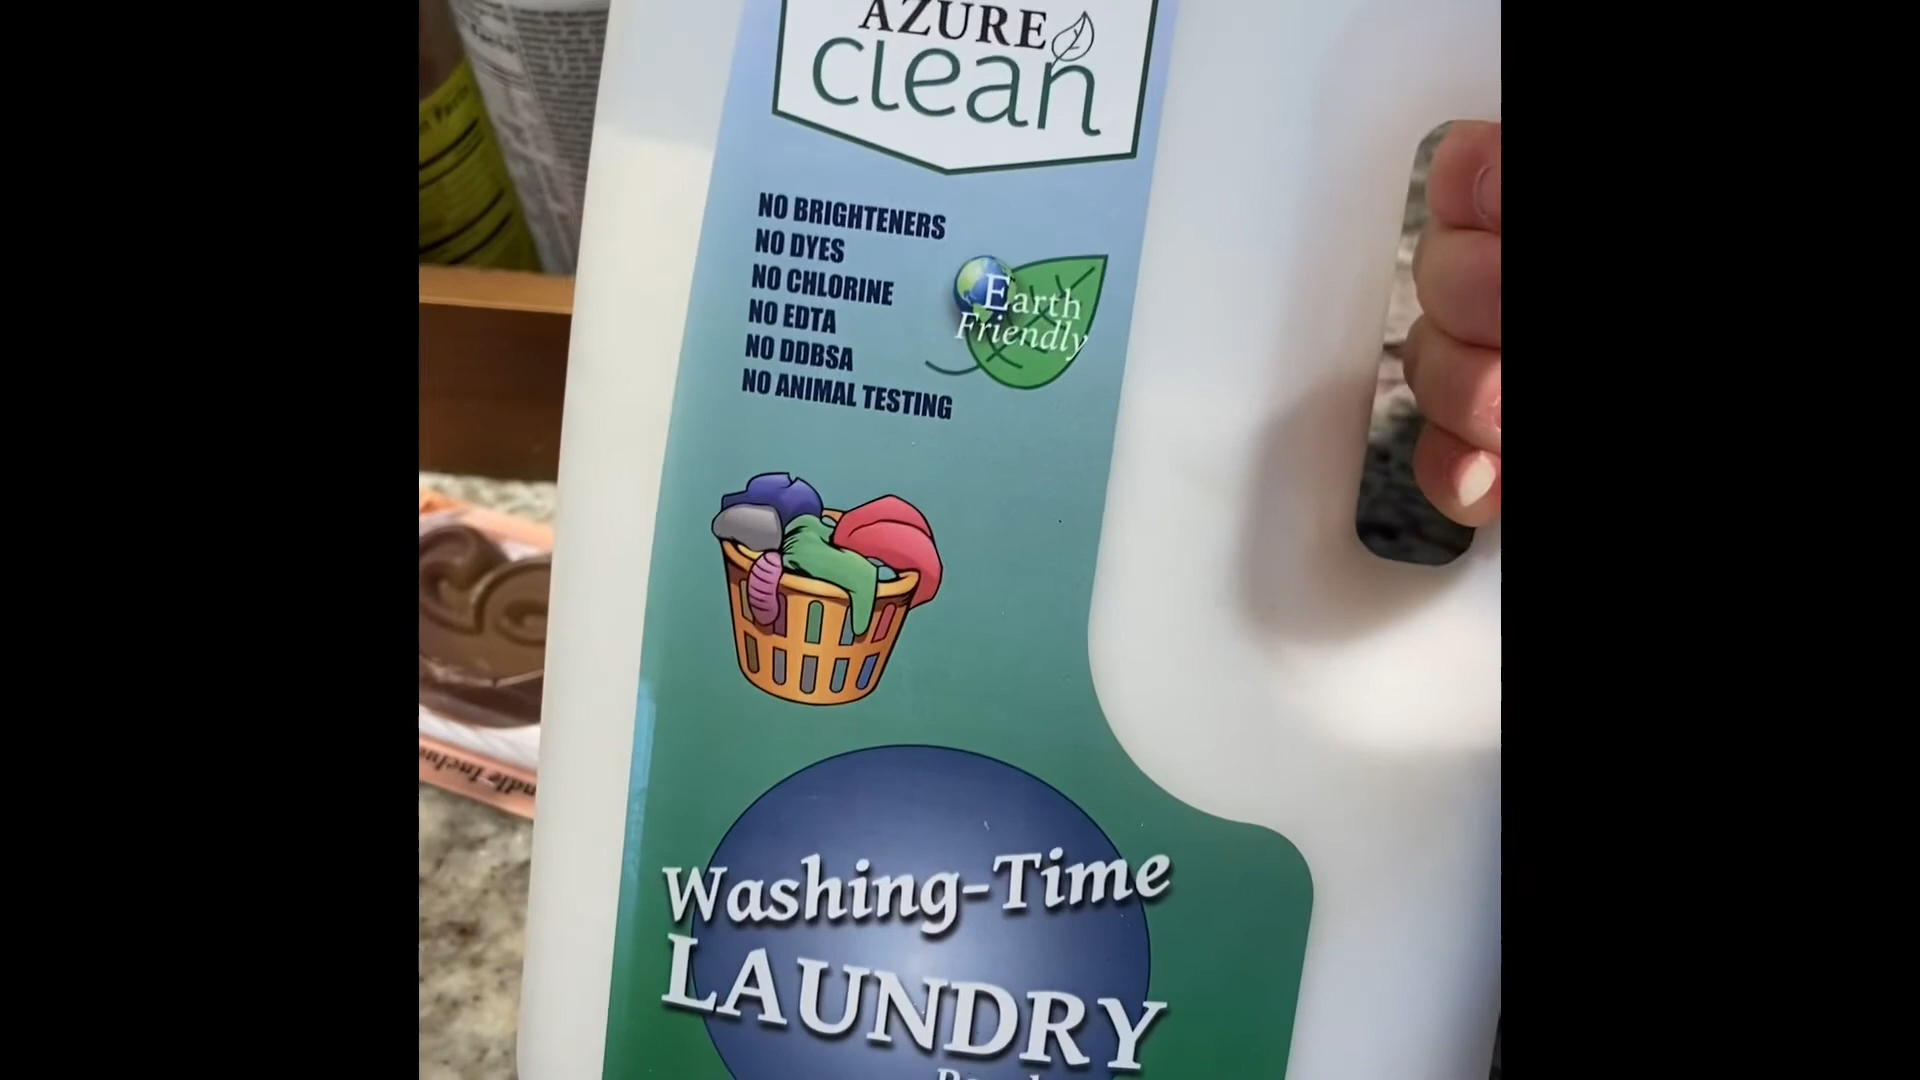 AZURE
clean
NO BRIGHTENERS
NO DYES
NO CHLORINE
NO EDTA
NO DDBSA
NO ANIMAL TESTING
Earth
Friendly
Washing-Time
LAUNDRY